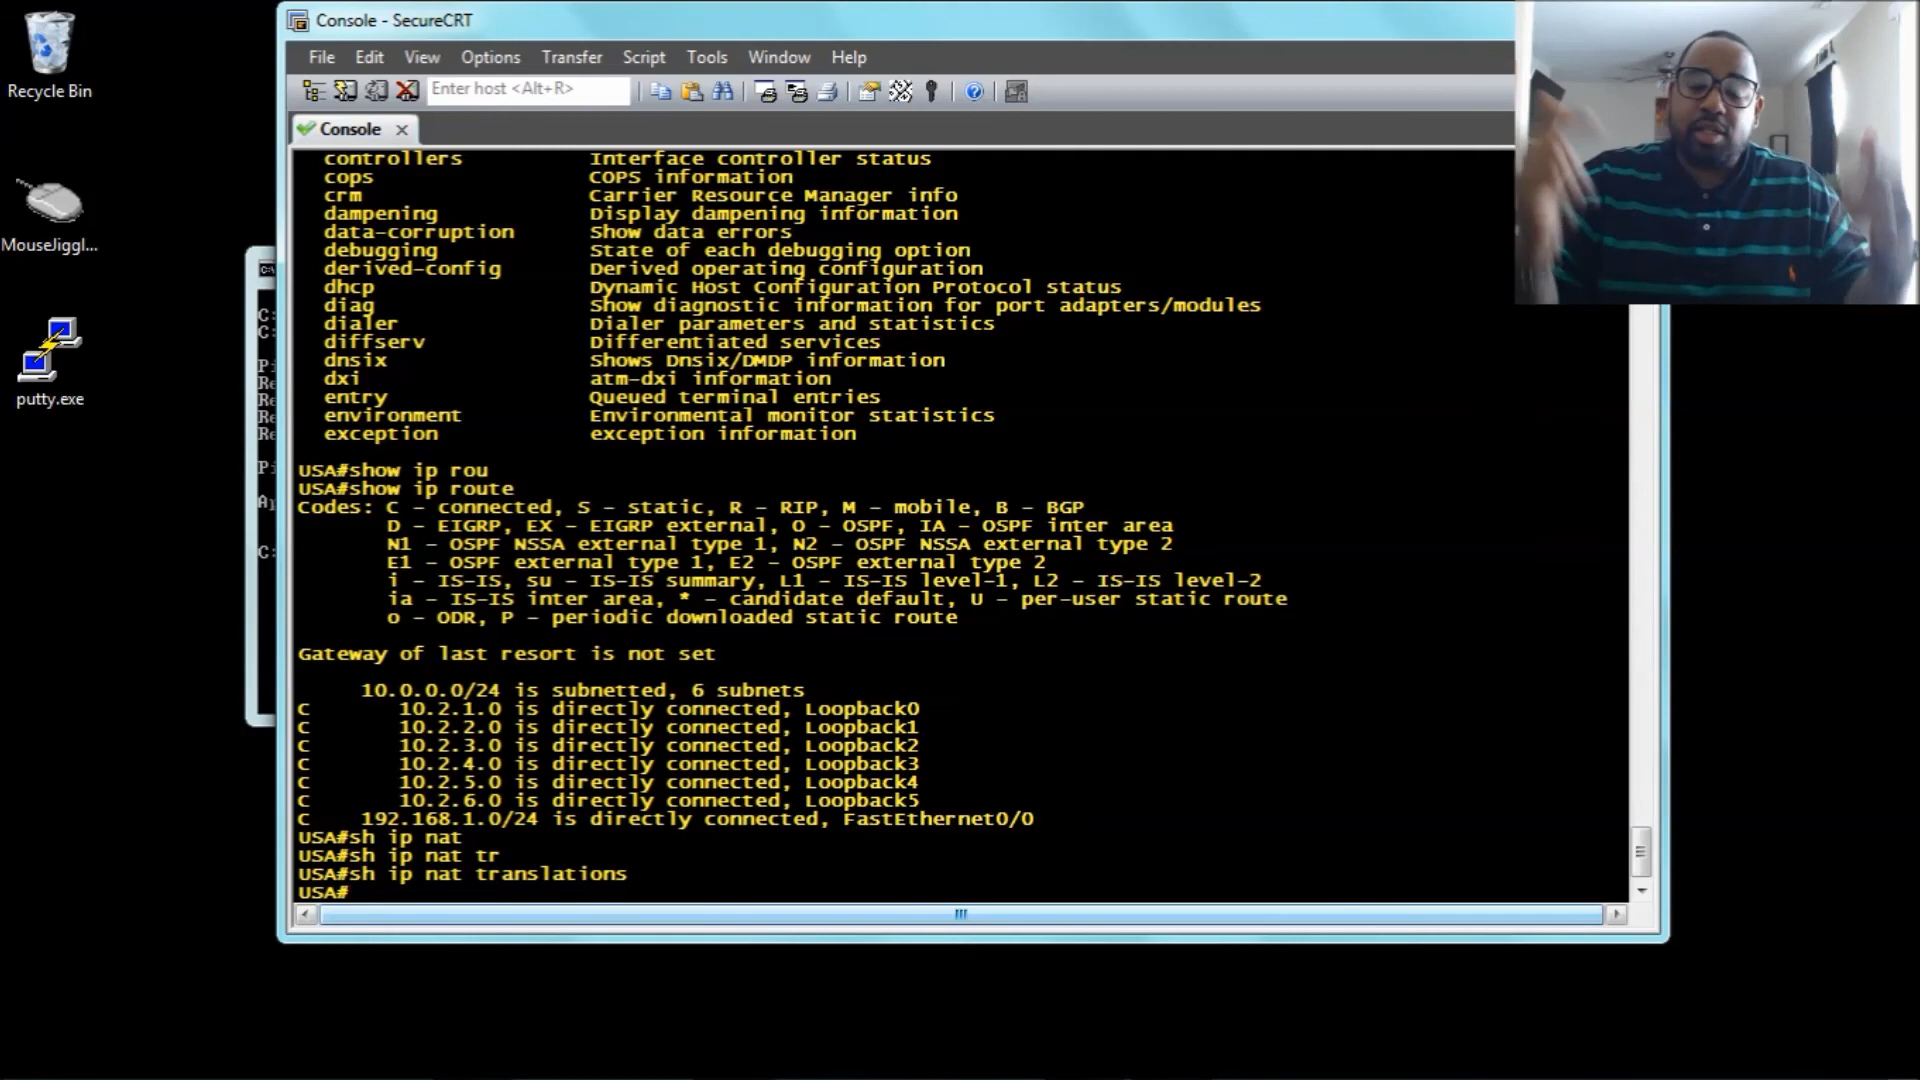 Console - SecureCRT
Recycle Bin
MouseJiggl...
putty.exe
File Edit View Options Transfer Script Tools Window Help
Enter host <Alt+R>
Console
controllers Interface controller status
cops COPS information
crm Carrier Resource Manager info
dampening Display dampening information
data-corruption Show data errors
debugging State of each debugging option
derived-config Derived operating configuration
dhcp Dynamic Host Configuration Protocol status
diag Show diagnostic information for port adapters/modules
dialer Dialer parameters and statistics
diffserv Differentiated services
dnsix Shows Dnsix/DMDP information
dxi atm-dxi information
entry Queued terminal entries
environment Environmental monitor statistics
exception exception information
USA#show ip rou
USA#show ip route
Codes: C - connected, S - static, R - RIP, M - mobile, B - BGP
D - EIGRP, EX - EIGRP external, O - OSPF, IA - OSPF inter area
N1 - OSPF NSSA external type 1, N2 - OSPF NSSA external type 2
E1 - OSPF external type 1, E2 - OSPF external type 2
i - IS-IS, su - IS-IS summary, L1 - IS-IS level-1, L2 - IS-IS level-2
ia - IS-IS inter area, * - candidate default, U - per-user static route
o - ODR, P - periodic downloaded static route
Gateway of last resort is not set
10.0.0.0/24 is subnetted, 6 subnets
C 10.2.1.0 is directly connected, Loopback0
C 10.2.2.0 is directly connected, Loopback1
C 10.2.3.0 is directly connected, Loopback2
C 10.2.4.0 is directly connected, Loopback3
C 10.2.5.0 is directly connected, Loopback4
C 10.2.6.0 is directly connected, Loopback5
C 192.168.1.0/24 is directly connected, FastEthernet0/0
USA#sh ip nat
USA#sh ip nat tr
USA#sh ip nat translations
USA#